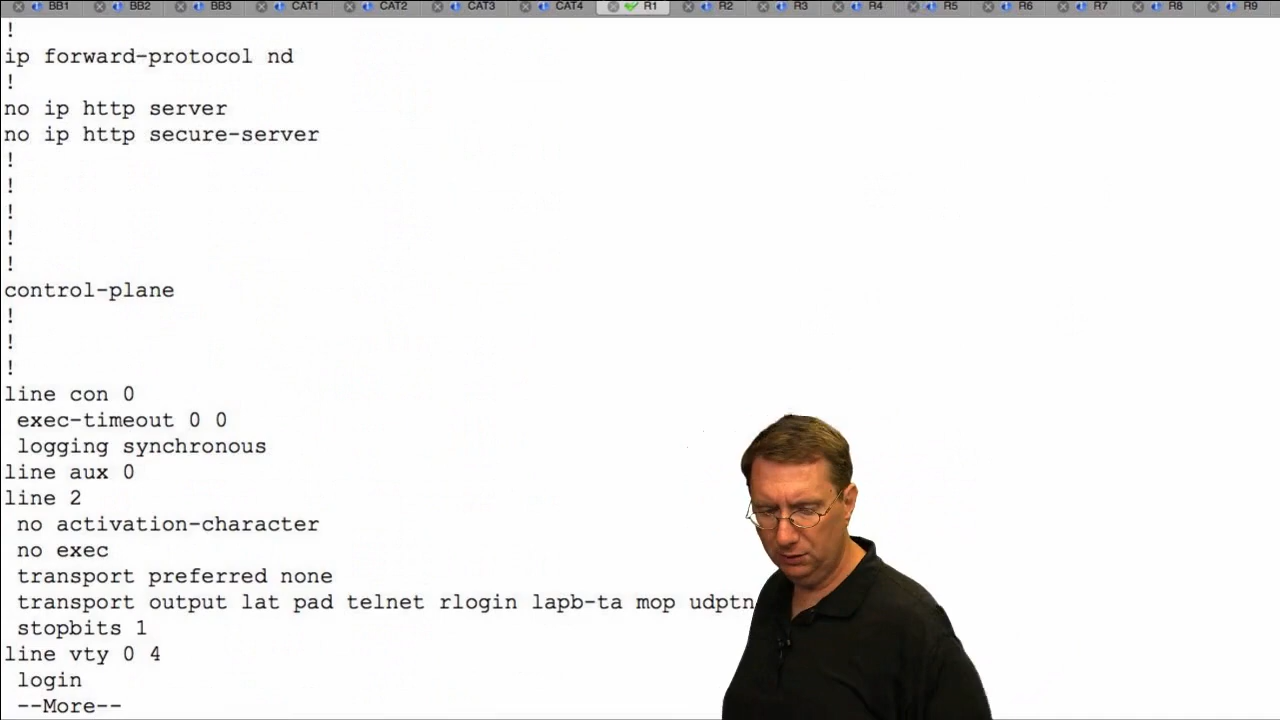 BB1 BB2 BB3 CAT1 CAT2 CAT3 CAT4 R1 R2 R3 R4 R5 R6 R7 R8 R9
!
ip forward-protocol nd
!
no ip http server
no ip http secure-server
!
!
!
!
!
control-plane
!
!
!
line con 0
 exec-timeout 0 0
 logging synchronous
line aux 0
line 2
 no activation-character
 no exec
 transport preferred none
 transport output lat pad telnet rlogin lapb-ta mop udptn
 stopbits 1
line vty 0 4
 login
 --More--